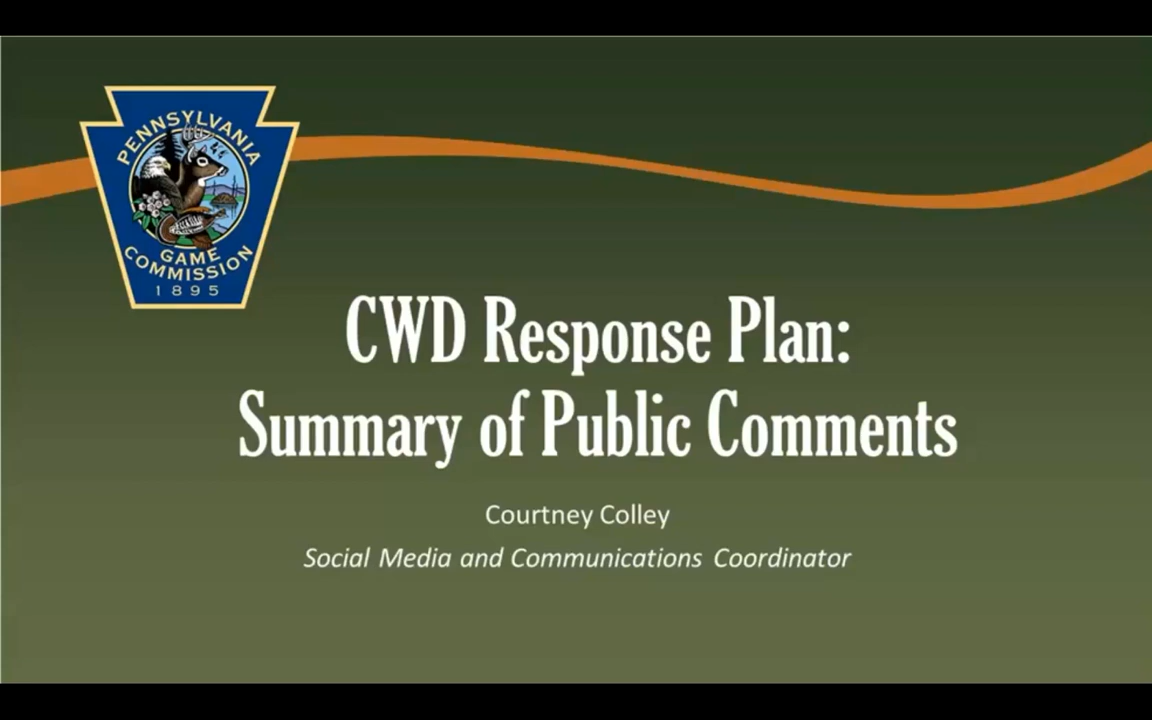 PENNSYLVANIA
GAME
COMMISSION
1895
CWD Response Plan:
Summary of Public Comments
Courtney Colley
Social Media and Communications Coordinator